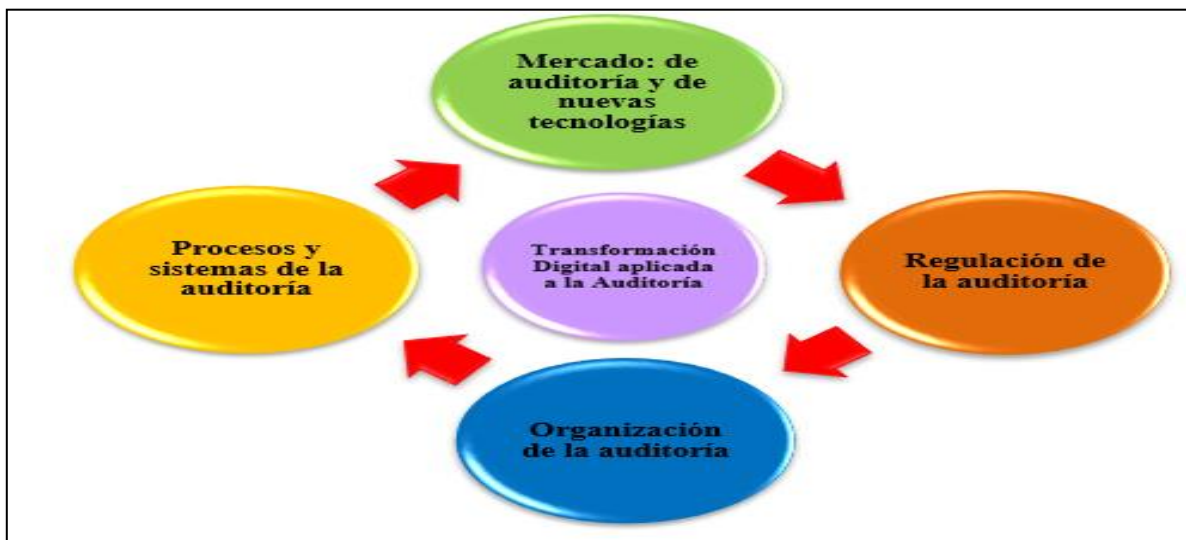 Mercado: de
auditoría y de
nuevas
tecnologías
Procesos y
sistemas de la
auditoría
Transformación
Digital aplicada
a la Auditoría
Regulación de
la auditoría
Organización
de la auditoría